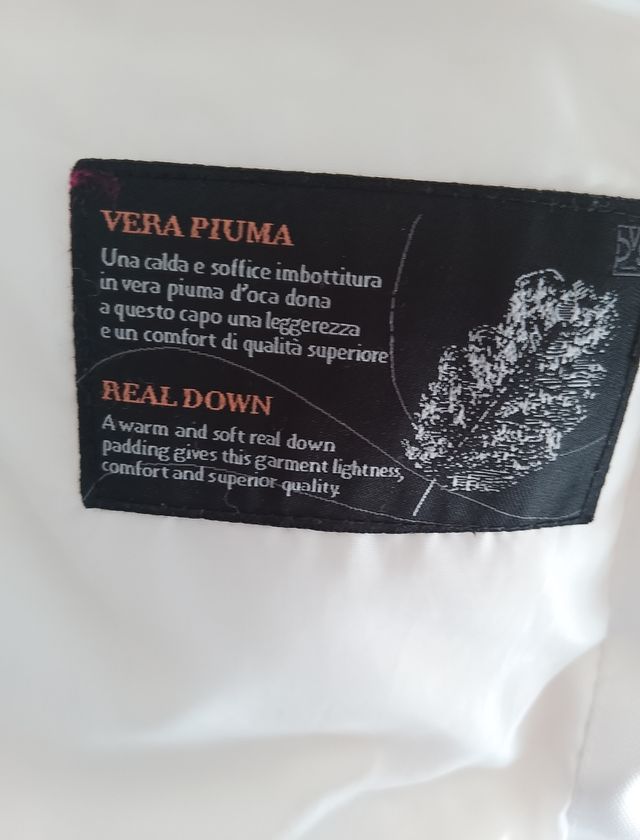 VERA PIUMA
Una calda e soffice imbottitura
in vera piuma d'oca dona
a questo capo una leggerezza
e un comfort di qualità superiore
REAL DOWN
A warm and soft real down
padding gives this garment lightness,
comfort and superior quality.